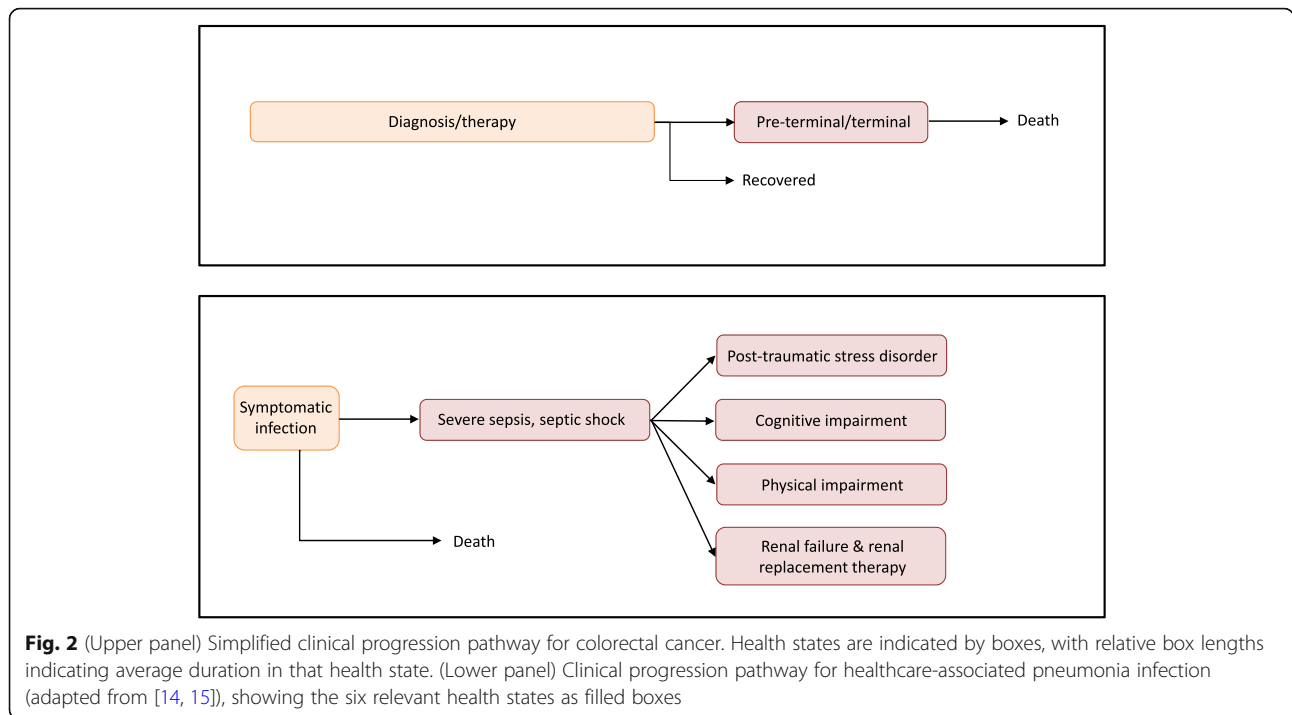 Diagnosis/therapy
Pre-terminal/terminal
Death
Recovered
Post-traumatic stress disorder
Symptomatic
infection
Severe sepsis, septic shock
Cognitive impairment
Physical impairment
Death
Renal failure & renal
replacement therapy
Fig. 2 (Upper panel) Simplified clinical progression pathway for colorectal cancer. Health states are indicated by boxes, with relative box lengths
indicating average duration in that health state. (Lower panel) Clinical progression pathway for healthcare-associated pneumonia infection
(adapted from [14, 15]), showing the six relevant health states as filled boxes